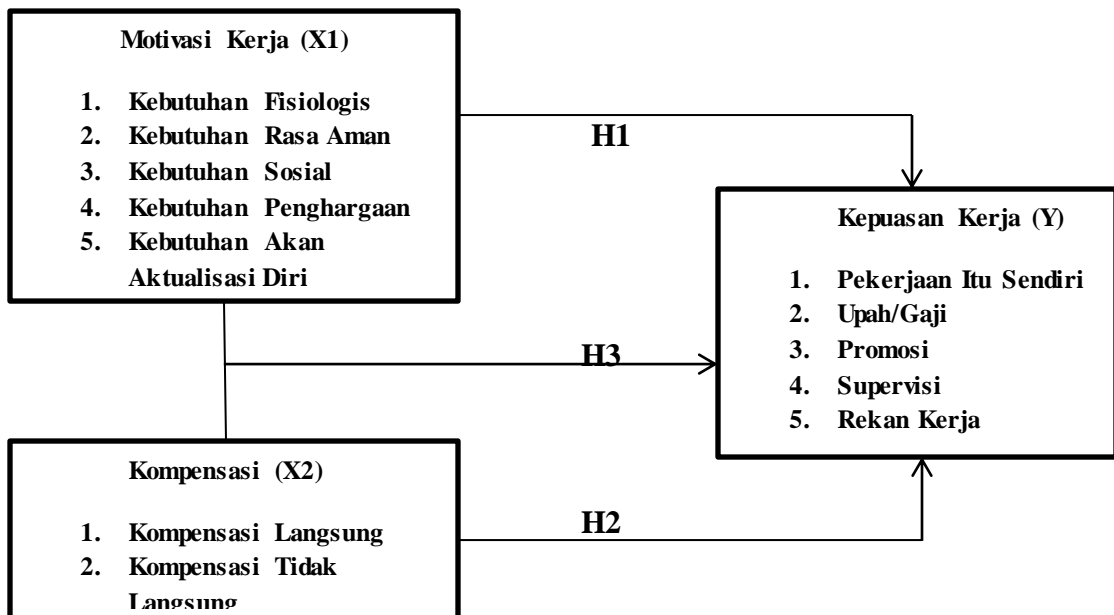 Motivasi Kerja (X1)
1. Kebutuhan Fisiologis
2. Kebutuhan Rasa Aman
3. Kebutuhan Sosial
4. Kebutuhan Penghargaan
5. Kebutuhan Akan
Aktualisasi Diri
H1
Kepuasan Kerja (Y)
1. Pekerjaan Itu Sendiri
2. Upah/Gaji
3. Promosi
4. Supervisi
5. Rekan Kerja
H3
Kompensasi (X2)
1. Kompensasi Langsung
2. Kompensasi Tidak
Langsung
H2